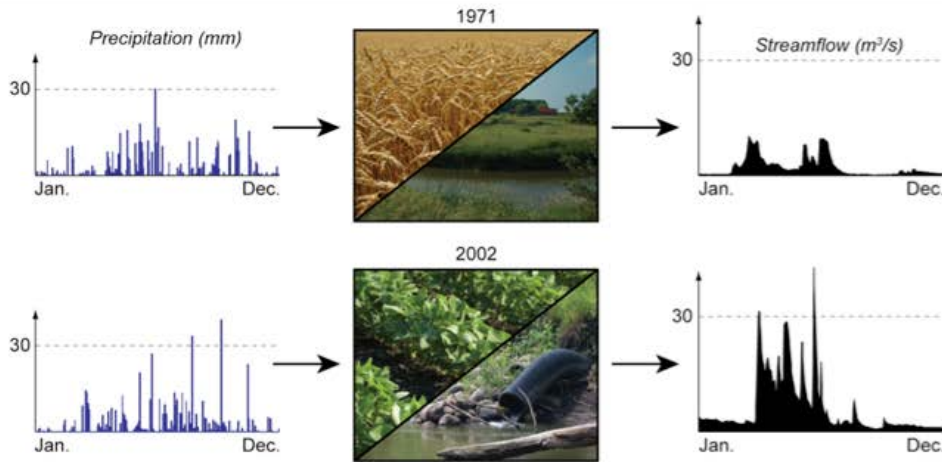 1971
Precipitation (mm)
Streamflow (m³/s)
30
30
Jan.
Dec.
Jan.
Dec.
2002
30
30
Jan.
Dec.
Jan.
Dec.